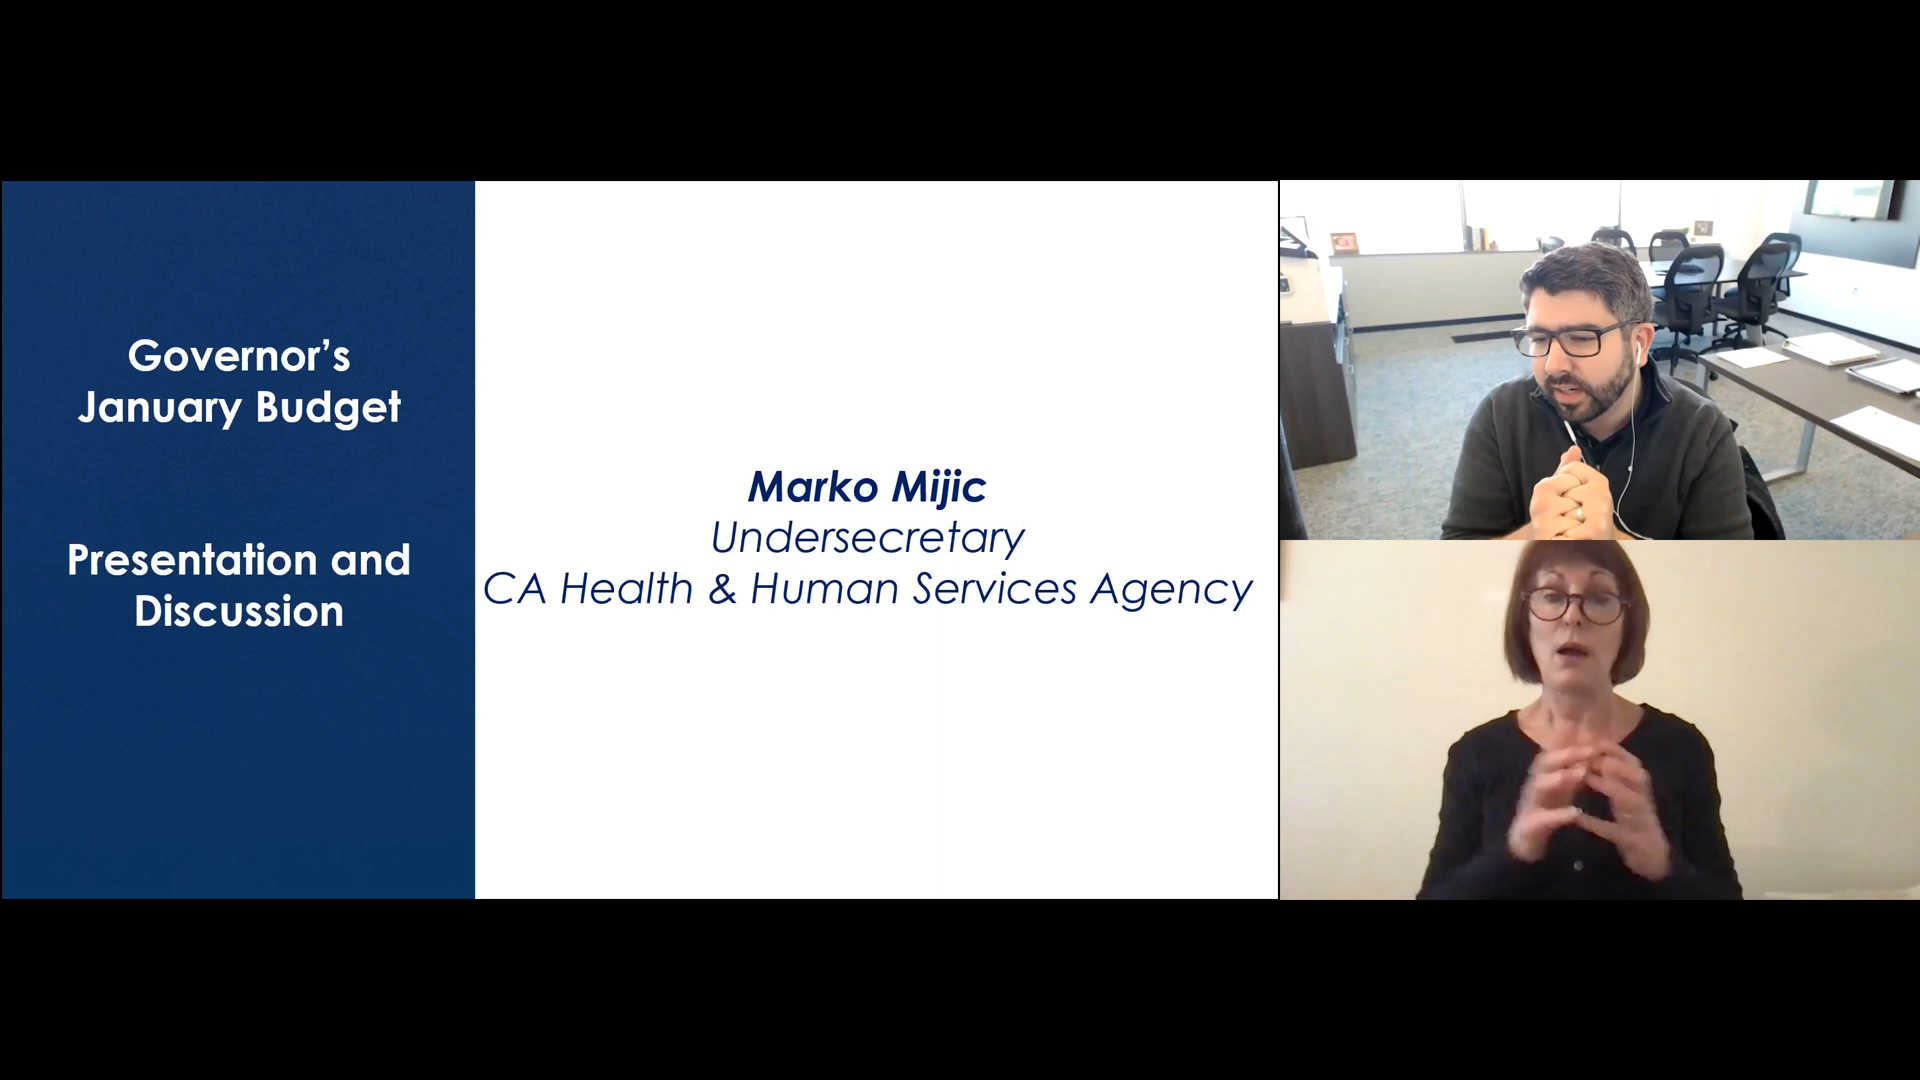 Governor’s
January Budget
Presentation and
Discussion
Marko Mijic
Undersecretary
CA Health & Human Services Agency